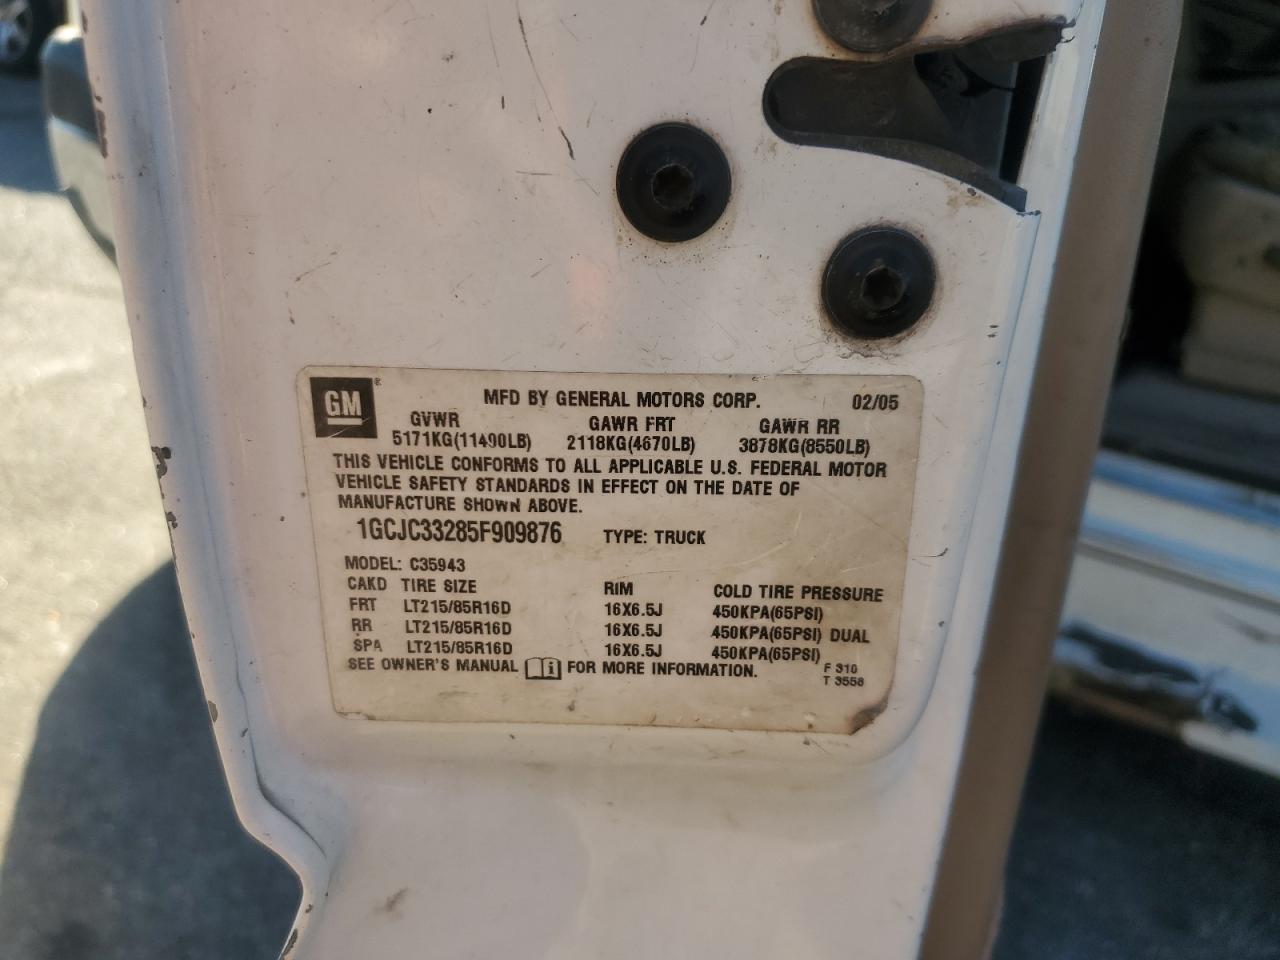 GM®
MFD BY GENERAL MOTORS CORP. 02/05
GVWR GAWR FRT GAWR RR
5171KG(11400LB) 2118KG(4670LB) 3878KG(8550LB)
THIS VEHICLE CONFORMS TO ALL APPLICABLE U.S. FEDERAL MOTOR
VEHICLE SAFETY STANDARDS IN EFFECT ON THE DATE OF
MANUFACTURE SHOWN ABOVE.
1GCJC33285F909876 TYPE: TRUCK
MODEL: C35943
CAKD TIRE SIZE RIM COLD TIRE PRESSURE
FRT LT215/85R16D 16X6.5J 450KPA(65PSI)
RR LT215/85R16D 16X6.5J 450KPA(65PSI) DUAL
SPA LT215/85R16D 16X6.5J 450KPA(65PSI)
SEE OWNER'S MANUAL i FOR MORE INFORMATION.
F 310
T 3558